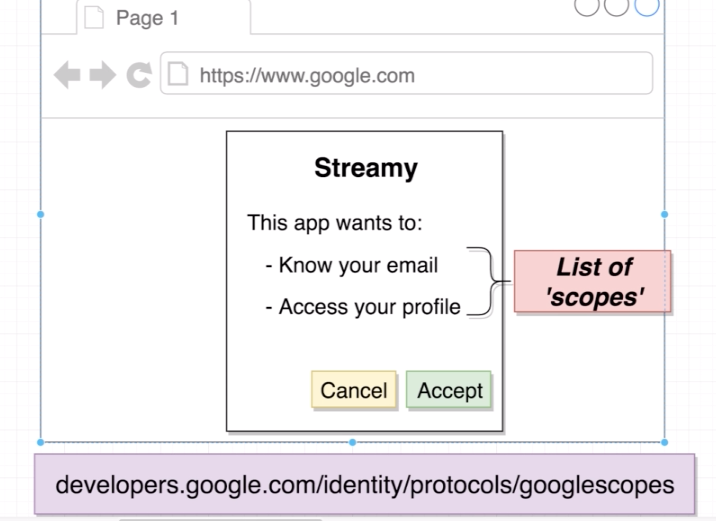 Page 1
https://www.google.com
Streamy
This app wants to:
- Know your email
- Access your profile
List of
'scopes'
Cancel
Accept
developers.google.com/identity/protocols/googlescopes